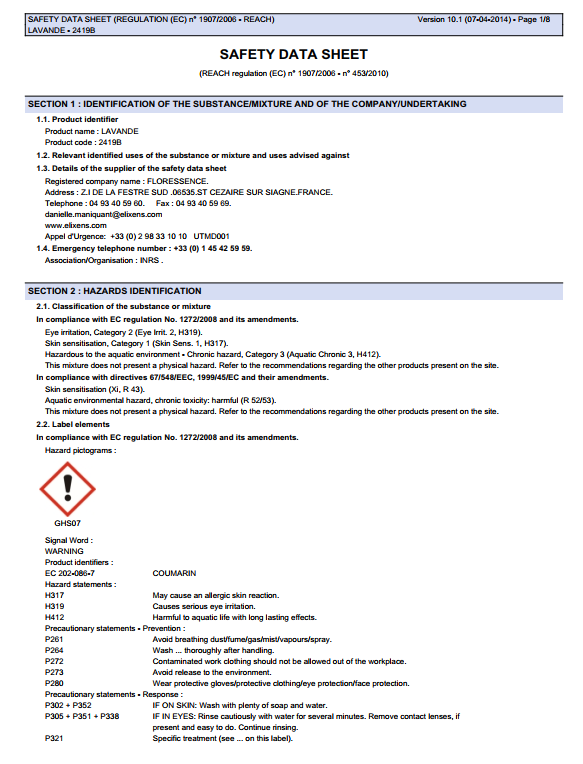 SAFETY DATA SHEET (REGULATION (EC) n° 1907/2006 - REACH) Version 10.1 (07-04-2014) - Page 1/8
LAVANDE - 2419B
SAFETY DATA SHEET
(REACH regulation (EC) n° 1907/2006 - n° 453/2010)
SECTION 1 : IDENTIFICATION OF THE SUBSTANCE/MIXTURE AND OF THE COMPANY/UNDERTAKING
1.1. Product identifier
Product name : LAVANDE
Product code : 2419B
1.2. Relevant identified uses of the substance or mixture and uses advised against
1.3. Details of the supplier of the safety data sheet
Registered company name : FLORESSENCE.
Address : Z.I DE LA FESTRE SUD .06535.ST CEZAIRE SUR SIAGNE.FRANCE.
Telephone : 04 93 40 59 60. Fax : 04 93 40 59 69.
danielle.maniquant@elixens.com
www.elixens.com
Appel d'Urgence: +33 (0) 2 98 33 10 10 UTMD001
1.4. Emergency telephone number : +33 (0) 1 45 42 59 59.
Association/Organisation : INRS .
SECTION 2 : HAZARDS IDENTIFICATION
2.1. Classification of the substance or mixture
In compliance with EC regulation No. 1272/2008 and its amendments.
Eye irritation, Category 2 (Eye Irrit. 2, H319).
Skin sensitisation, Category 1 (Skin Sens. 1, H317).
Hazardous to the aquatic environment - Chronic hazard, Category 3 (Aquatic Chronic 3, H412).
This mixture does not present a physical hazard. Refer to the recommendations regarding the other products present on the site.
In compliance with directives 67/548/EEC, 1999/45/EC and their amendments.
Skin sensitisation (Xi, R 43).
Aquatic environmental hazard, chronic toxicity: harmful (R 52/53).
This mixture does not present a physical hazard. Refer to the recommendations regarding the other products present on the site.
2.2. Label elements
In compliance with EC regulation No. 1272/2008 and its amendments.
Hazard pictograms :
GHS07
Signal Word :
WARNING
Product identifiers :
EC 202-086-7 COUMARIN
Hazard statements :
H317 May cause an allergic skin reaction.
H319 Causes serious eye irritation.
H412 Harmful to aquatic life with long lasting effects.
Precautionary statements - Prevention :
P261 Avoid breathing dust/fume/gas/mist/vapours/spray.
P264 Wash ... thoroughly after handling.
P272 Contaminated work clothing should not be allowed out of the workplace.
P273 Avoid release to the environment.
P280 Wear protective gloves/protective clothing/eye protection/face protection.
Precautionary statements - Response :
P302 + P352 IF ON SKIN: Wash with plenty of soap and water.
P305 + P351 + P338 IF IN EYES: Rinse cautiously with water for several minutes. Remove contact lenses, if
present and easy to do. Continue rinsing.
P321 Specific treatment (see ... on this label).